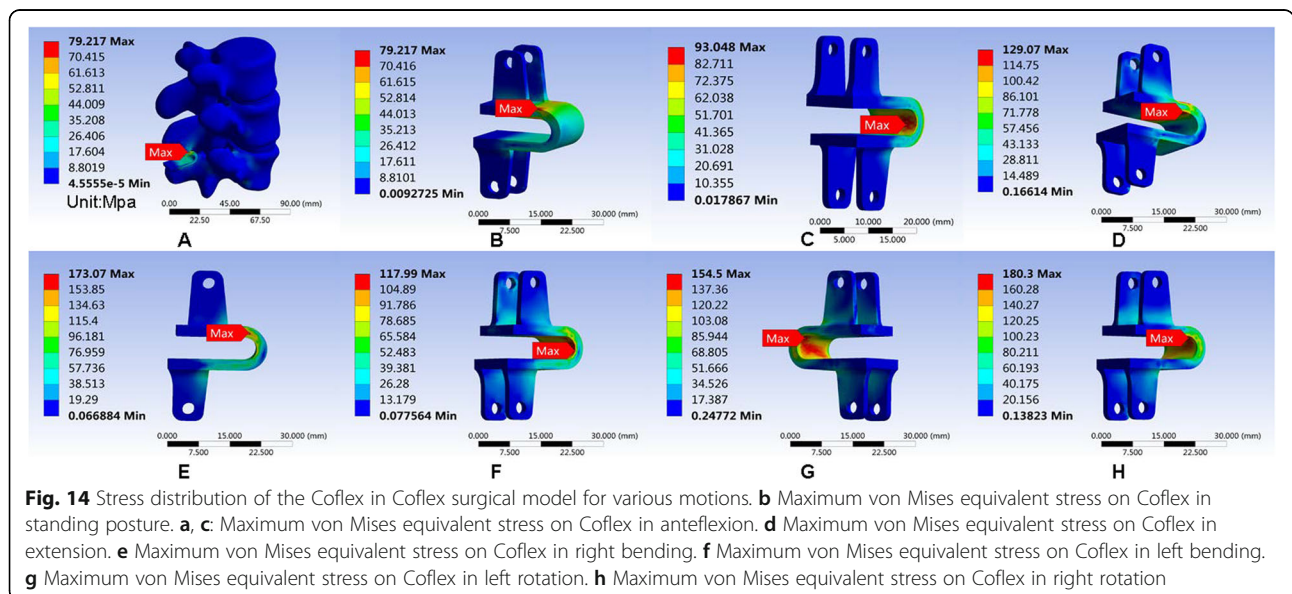 79.217 Max
70.415
61.613
52.811
44.009
35.208
26.406
17.604
8.8019
4.5555e-5 Min
Unit:Mpa
Max
0.00 45.00 90.00 (mm)
22.50 67.50
A
79.217 Max
70.416
61.615
52.814
44.013
35.213
26.412
17.611
8.8101
0.0092725 Min
Max
0.000 15.000 30.000 (mm)
7.500 22.500
B
93.048 Max
82.711
72.375
62.038
51.701
41.365
31.028
20.691
10.355
0.017867 Min
Max
0.000 10.000 20.000 (mm)
5.000 15.000
C
129.07 Max
114.75
100.42
86.101
71.778
57.456
43.133
28.811
14.489
0.16614 Min
Max
0.000 15.000 30.000 (mm)
7.500 22.500
D
173.07 Max
153.85
134.63
115.4
96.181
76.959
57.736
38.513
19.29
0.066884 Min
Max
0.000 15.000 30.000 (mm)
7.500 22.500
E
117.99 Max
104.89
91.786
78.685
65.584
52.483
39.381
26.28
13.179
0.077564 Min
Max
0.000 15.000 30.000 (mm)
7.500 22.500
F
154.5 Max
137.36
120.22
103.08
85.944
68.805
51.666
34.526
17.387
0.24772 Min
Max
0.000 15.000 30.000 (mm)
7.500 22.500
G
180.3 Max
160.28
140.27
120.25
100.23
80.211
60.193
40.175
20.156
0.13823 Min
Max
0.000 15.000 30.000 (mm)
7.500 22.500
H
Fig. 14 Stress distribution of the Coflex in Coflex surgical model for various motions. b Maximum von Mises equivalent stress on Coflex in
standing posture. a, c: Maximum von Mises equivalent stress on Coflex in anteflexion. d Maximum von Mises equivalent stress on Coflex in
extension. e Maximum von Mises equivalent stress on Coflex in right bending. f Maximum von Mises equivalent stress on Coflex in left bending.
g Maximum von Mises equivalent stress on Coflex in left rotation. h Maximum von Mises equivalent stress on Coflex in right rotation